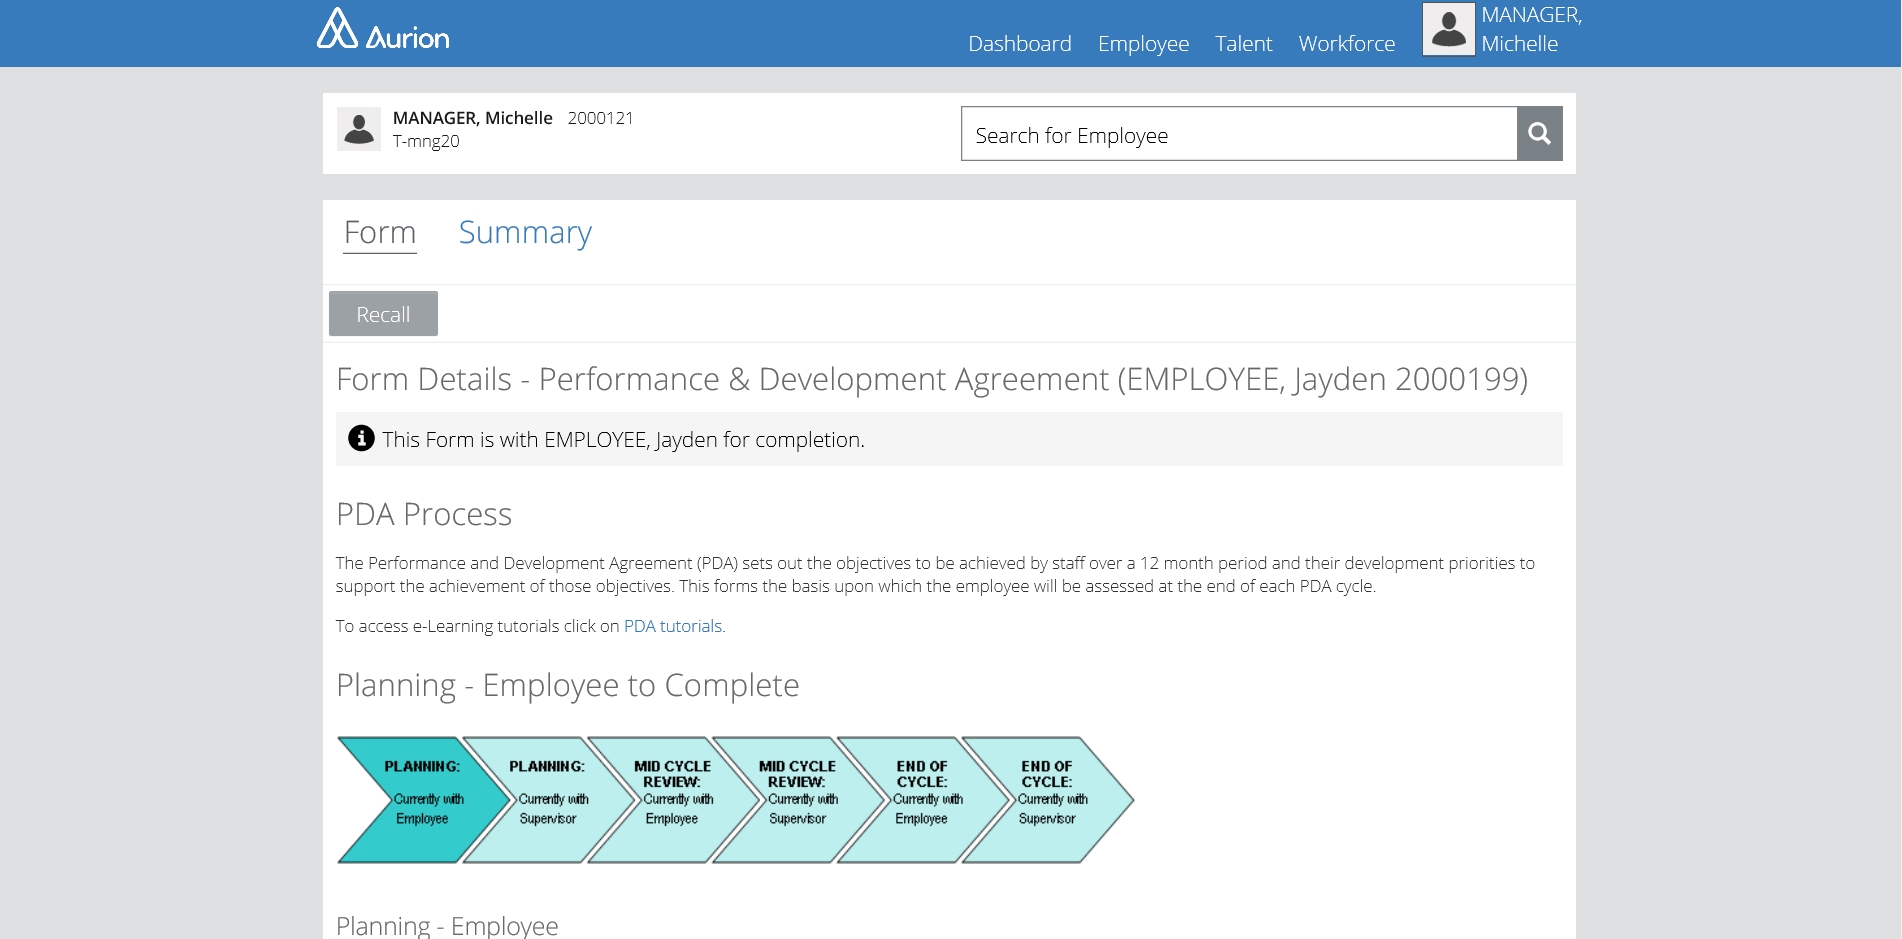 Aurion
Dashboard Employee Talent Workforce
MANAGER,
Michelle
MANAGER, Michelle 2000121
T-mng20
Search for Employee
Form Summary
Recall
Form Details - Performance & Development Agreement (EMPLOYEE, Jayden 2000199)
This Form is with EMPLOYEE, Jayden for completion.
PDA Process
The Performance and Development Agreement (PDA) sets out the objectives to be achieved by staff over a 12 month period and their development priorities to
support the achievement of those objectives. This forms the basis upon which the employee will be assessed at the end of each PDA cycle.
To access e-Learning tutorials click on PDA tutorials.
Planning - Employee to Complete
PLANNING:
Currently with
Employee
PLANNING:
Currently with
Supervisor
MID CYCLE
REVIEW:
Currently with
Employee
MID CYCLE
REVIEW:
Currently with
Supervisor
END OF
CYCLE:
Currently with
Employee
END OF
CYCLE:
Currently with
Supervisor
Planning - Employee